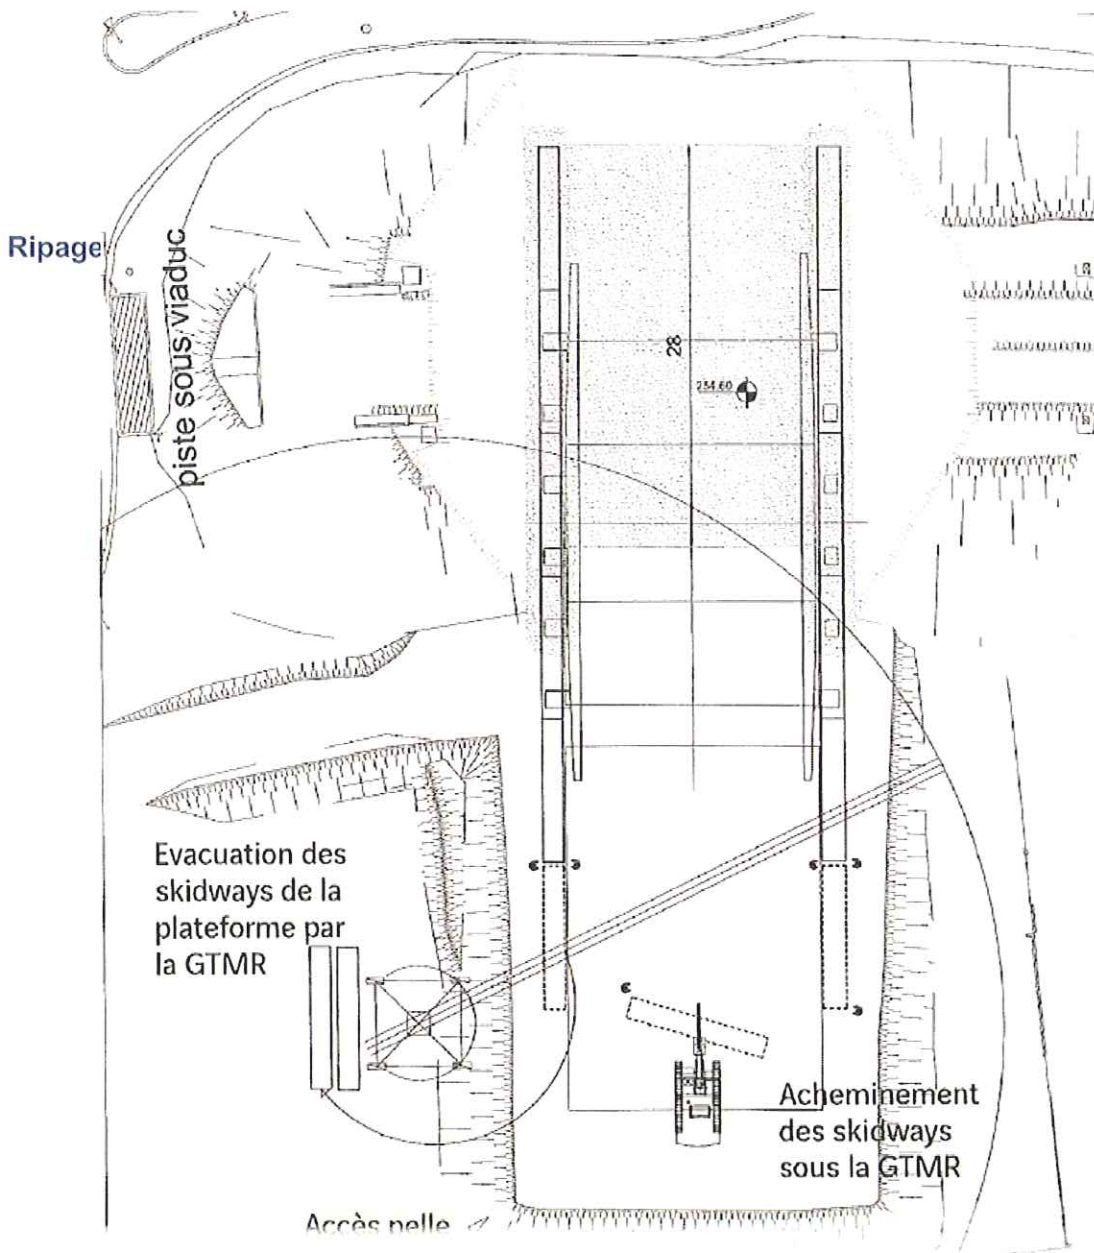 Ripage
piste sous viaduc
28
234.60
Evacuation des
skidways de la
plateforme par
la GTMR
Acheminement
des skidways
sous la GTMR
Accès pelle